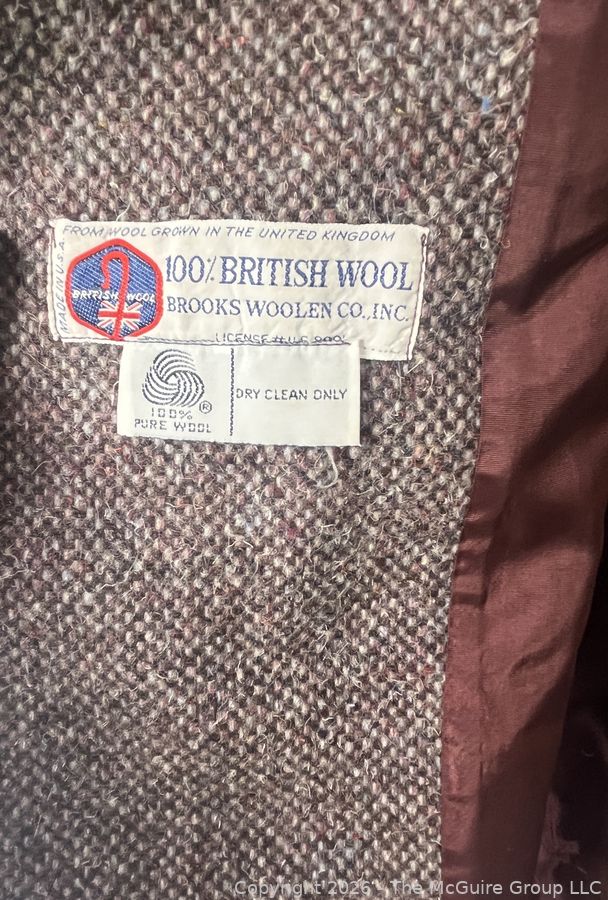 FROM WOOL GROWN IN THE UNITED KINGDOM
MADE IN U.S.A.
BRITISH WOOL
100% BRITISH WOOL
BROOKS WOOLEN CO., INC.
LICENSE #U.S.
100%
PURE WOOL
®
DRY CLEAN ONLY
Copyright 2026 - The McGuire Group LLC